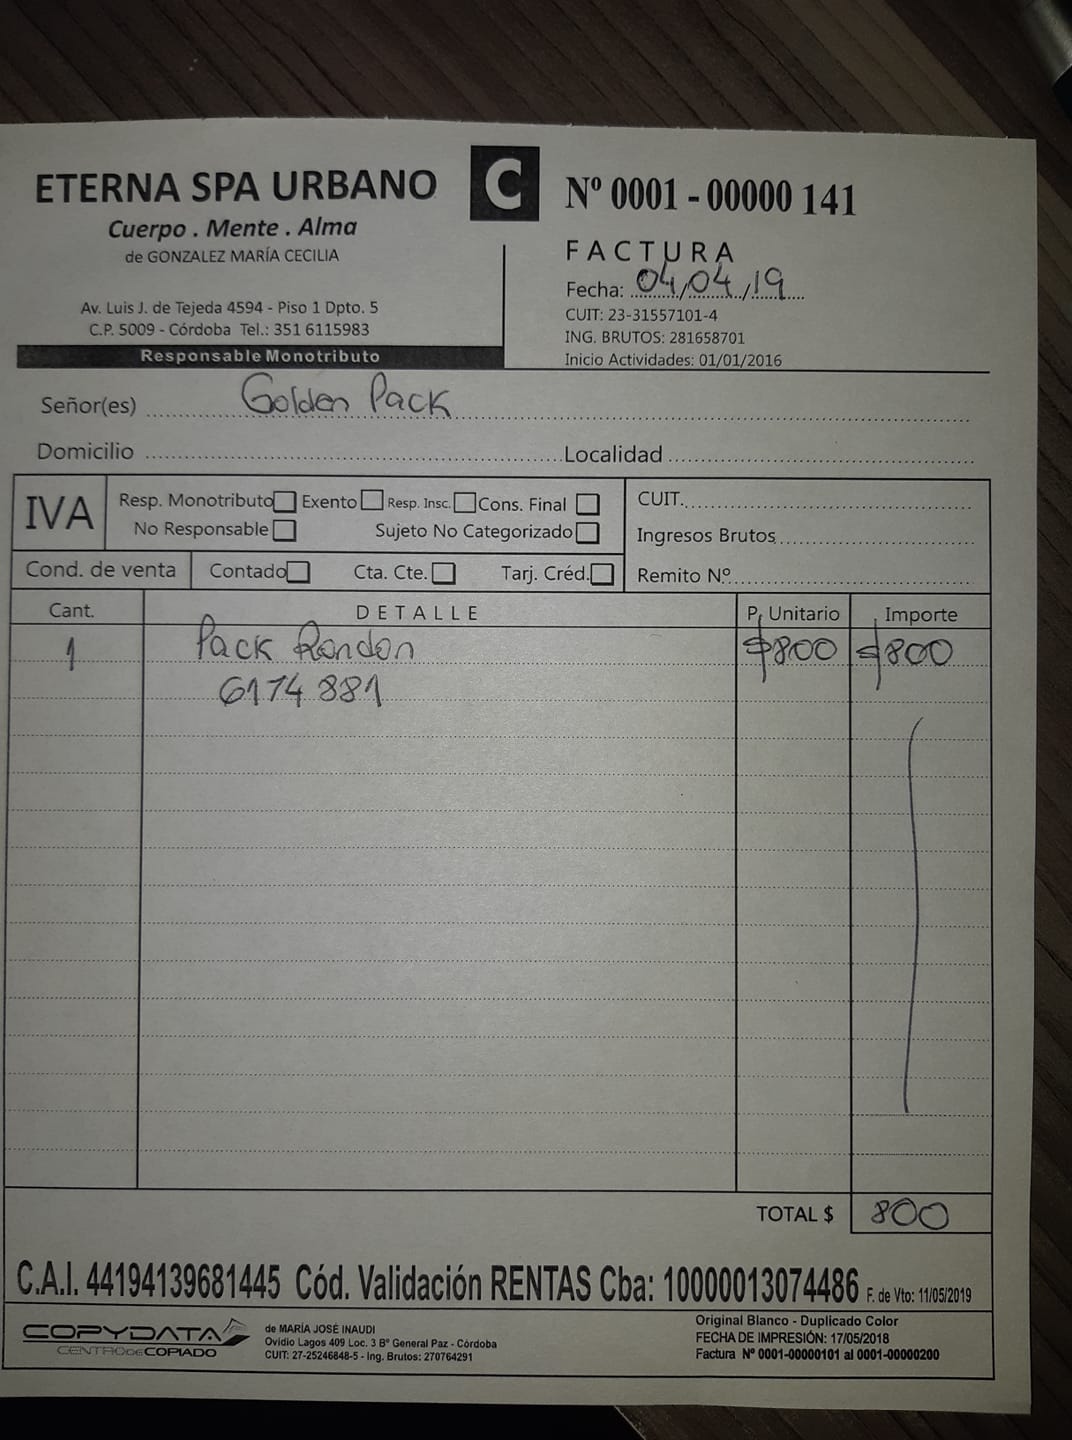 ETERNA SPA URBANO
Cuerpo . Mente . Alma
de GONZALEZ MARÍA CECILIA
Av. Luis J. de Tejeda 4594 - Piso 1 Dpto. 5
C.P. 5009 - Córdoba Tel.: 351 6115983
Responsable Monotributo
C
Nº 0001 - 00000 141
FACTURA
Fecha: 04/04/19
CUIT: 23-31557101-4
ING. BRUTOS: 281658701
Inicio Actividades: 01/01/2016
Señor(es) Golden Pack
Domicilio Localidad
IVA Resp. Monotributo Exento Resp. Insc. Cons. Final CUIT.
No Responsable Sujeto No Categorizado Ingresos Brutos
Cond. de venta Contado Cta. Cte. Tarj. Créd. Remito Nº
Cant. DETALLE P. Unitario Importe
1 Pack Random $800 $800
6174 881
TOTAL $ 800
C.A.I. 44194139681445 Cód. Validación RENTAS Cba: 10000013074486 F. de Vto: 11/05/2019
COPYDATA
CENTRO DE COPIADO
de MARÍA JOSÉ INAUDI
Ovidio Lagos 409 Loc. 3 Bº General Paz - Córdoba
CUIT: 27-25246848-5 - Ing. Brutos: 270764291
Original Blanco - Duplicado Color
FECHA DE IMPRESIÓN: 17/05/2018
Factura Nº 0001-00000101 al 0001-00000200